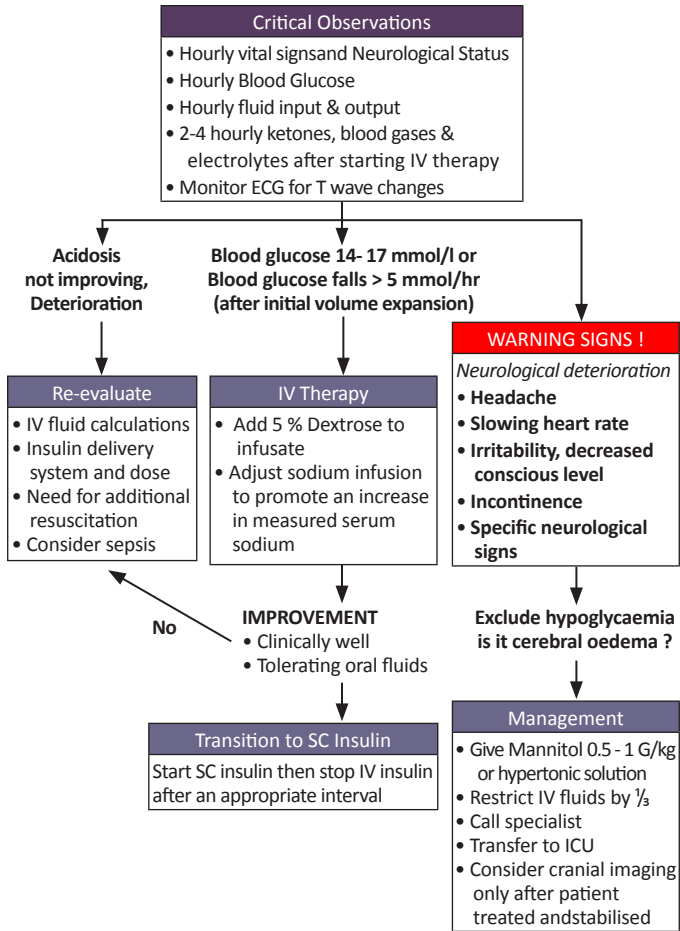 Critical Observations
• Hourly vital signsand Neurological Status
• Hourly Blood Glucose
• Hourly fluid input & output
• 2-4 hourly ketones, blood gases &
electrolytes after starting IV therapy
• Monitor ECG for T wave changes
Acidosis
not improving,
Deterioration
Blood glucose 14- 17 mmol/l or
Blood glucose falls > 5 mmol/hr
(after initial volume expansion)
WARNING SIGNS !
Neurological deterioration
• Headache
• Slowing heart rate
• Irritability, decreased
conscious level
• Incontinence
• Specific neurological
signs
Re-evaluate
• IV fluid calculations
• Insulin delivery
system and dose
• Need for additional
resuscitation
• Consider sepsis
IV Therapy
• Add 5 % Dextrose to
infusate
• Adjust sodium infusion
to promote an increase
in measured serum
sodium
No
IMPROVEMENT
• Clinically well
• Tolerating oral fluids
Exclude hypoglycaemia
is it cerebral oedema ?
Transition to SC Insulin
Start SC insulin then stop IV insulin
after an appropriate interval
Management
• Give Mannitol 0.5 - 1 G/kg
or hypertonic solution
• Restrict IV fluids by ⅓
• Call specialist
• Transfer to ICU
• Consider cranial imaging
only after patient
treated andstabilised